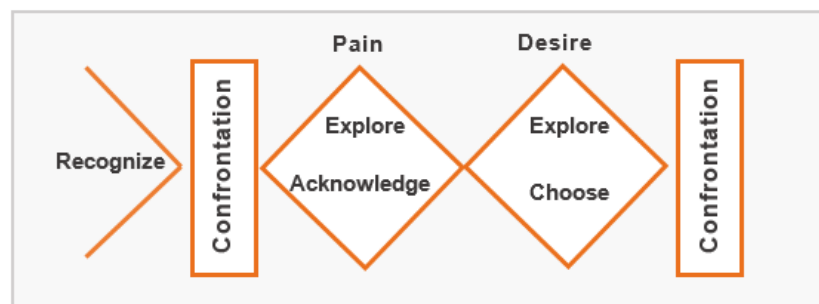 Recognize
Confrontation
Pain
Explore
Acknowledge
Desire
Explore
Choose
Confrontation